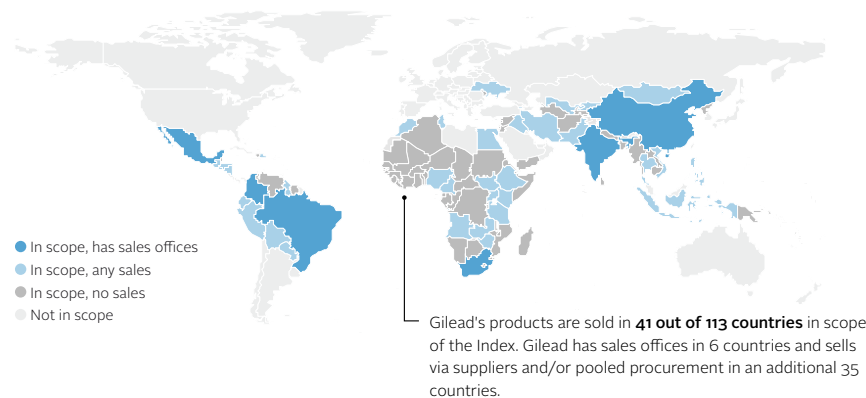 In scope, has sales offices
In scope, any sales
In scope, no sales
Not in scope
Gilead's products are sold in 41 out of 113 countries in scope
of the Index. Gilead has sales offices in 6 countries and sells
via suppliers and/or pooled procurement in an additional 35
countries.